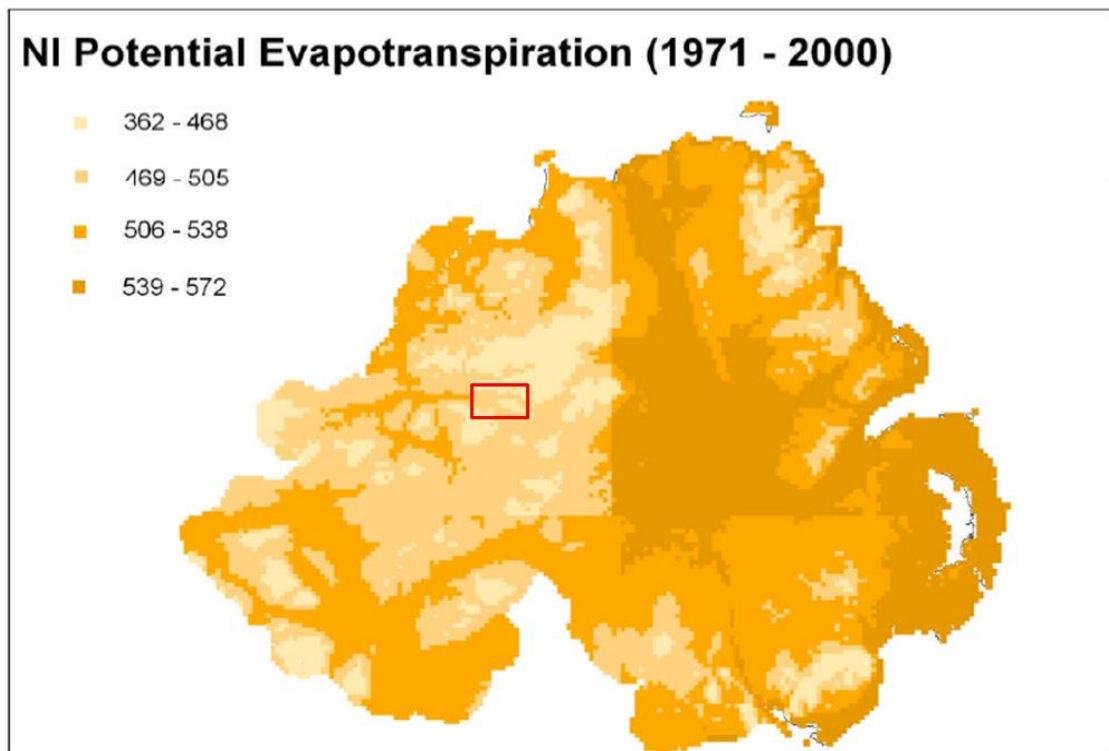 NI Potential Evapotranspiration (1971 - 2000)
362 - 468
469 - 505
506 - 538
539 - 572